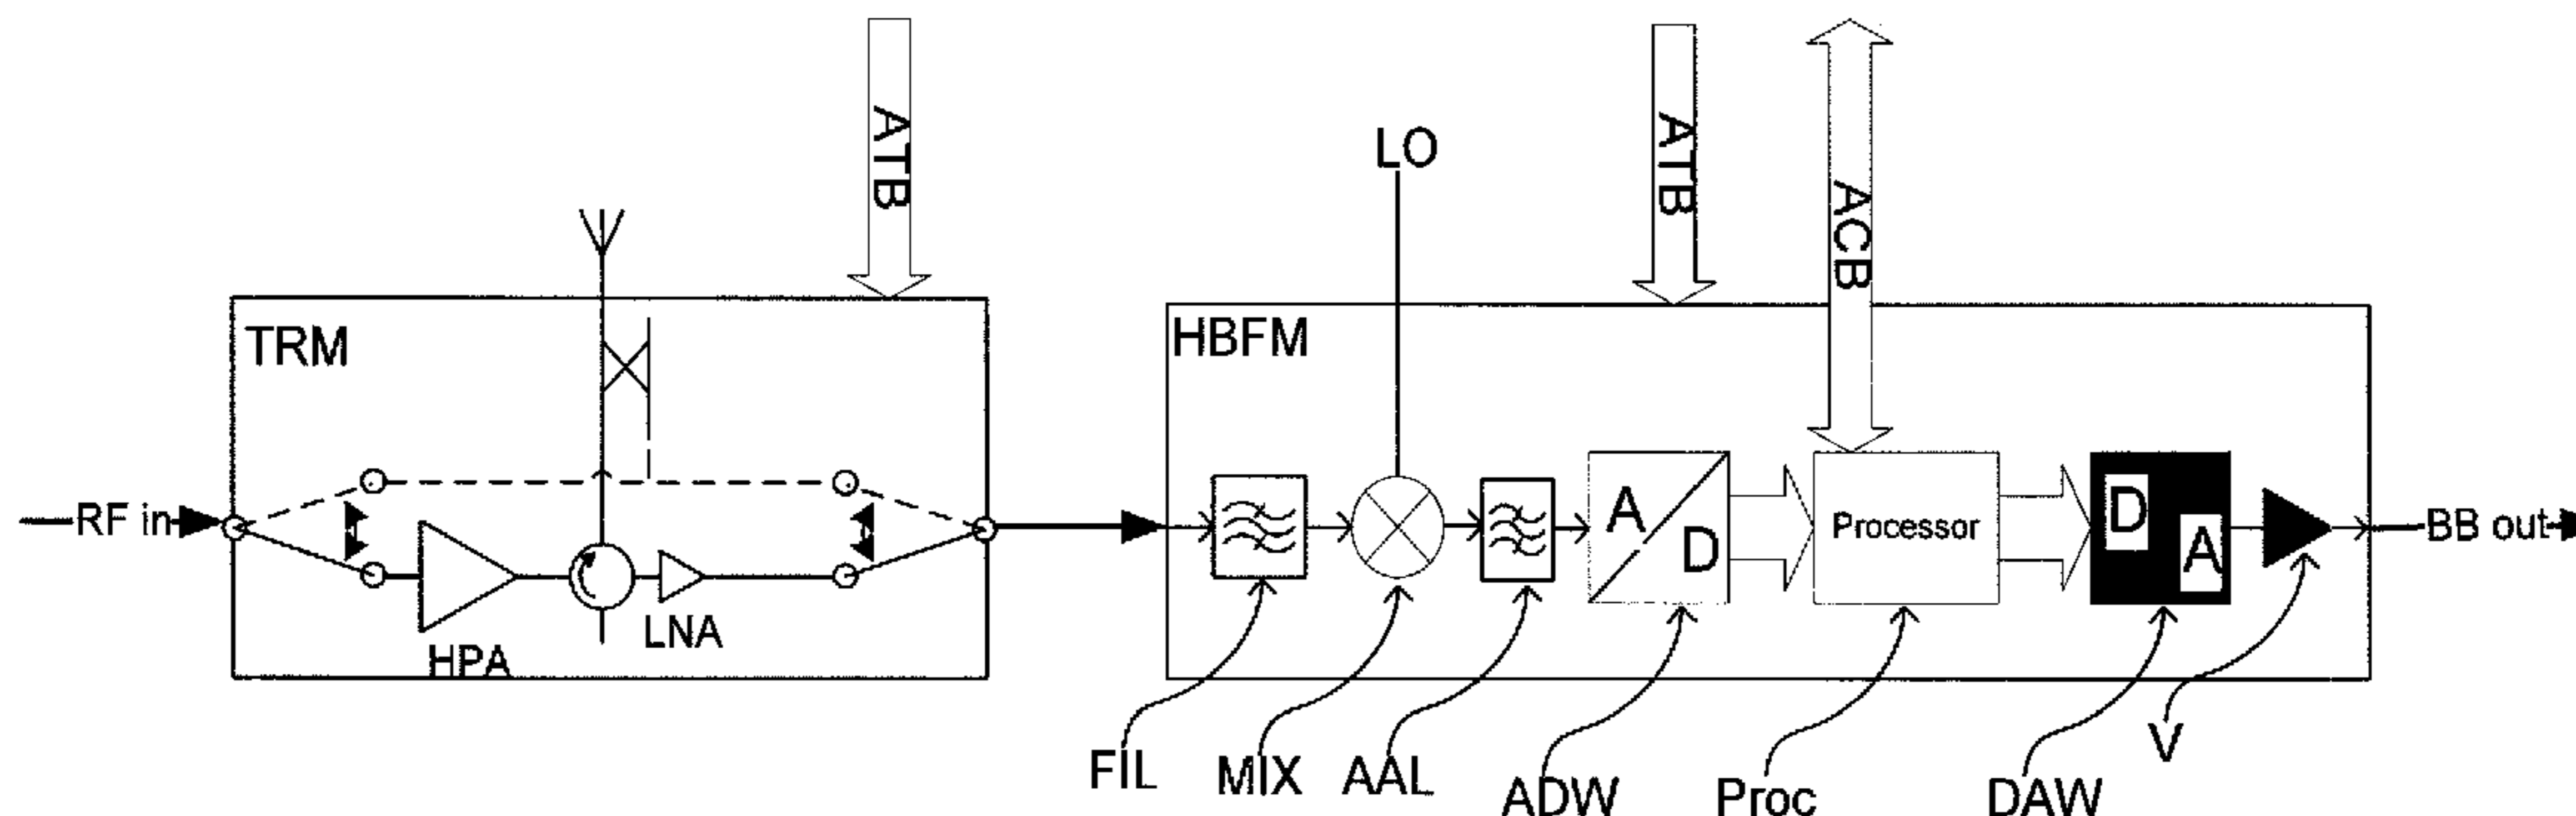 ATB
ATB
ACB
LO
TRM
HBFM
RF in
HPA
LNA
A
D
Processor
D
A
BB out
FIL
MIX
AAL
ADW
Proc
DAW
V